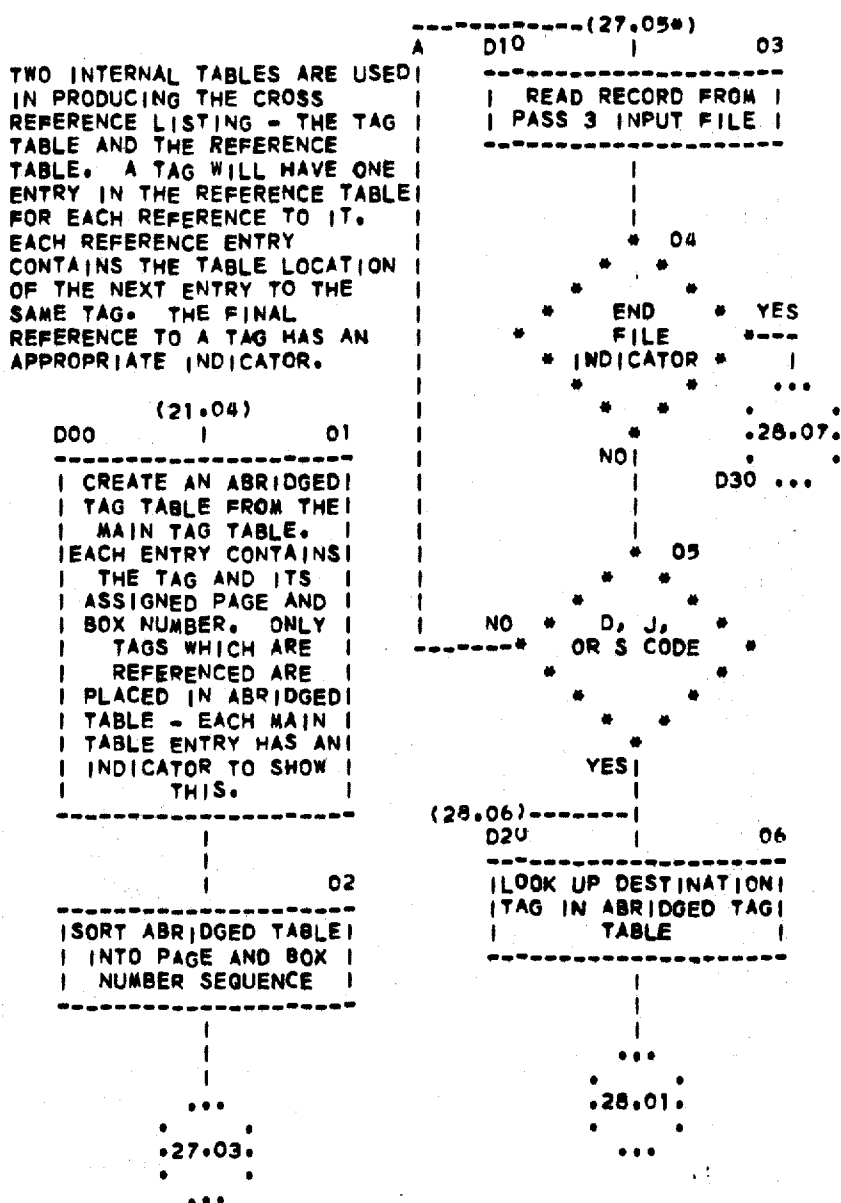 TWO INTERNAL TABLES ARE USED
IN PRODUCING THE CROSS
REFERENCE LISTING - THE TAG
TABLE AND THE REFERENCE
TABLE. A TAG WILL HAVE ONE
ENTRY IN THE REFERENCE TABLE
FOR EACH REFERENCE TO IT.
EACH REFERENCE ENTRY
CONTAINS THE TABLE LOCATION
OF THE NEXT ENTRY TO THE
SAME TAG. THE FINAL
REFERENCE TO A TAG HAS AN
APPROPRIATE INDICATOR.
(21.04)
D00 01
CREATE AN ABRIDGED
TAG TABLE FROM THE
MAIN TAG TABLE.
EACH ENTRY CONTAINS
THE TAG AND ITS
ASSIGNED PAGE AND
BOX NUMBER. ONLY
TAGS WHICH ARE
REFERENCED ARE
PLACED IN ABRIDGED
TABLE - EACH MAIN
TABLE ENTRY HAS AN
INDICATOR TO SHOW
THIS.
02
SORT ABRIDGED TABLE
INTO PAGE AND BOX
NUMBER SEQUENCE
27.03
(27.05*)
A D10 03
READ RECORD FROM
PASS 3 INPUT FILE
04
END
FILE
INDICATOR
YES
28.07
D30
NO
05
D, J,
OR S CODE
NO
YES
(28.06)
D20 06
LOOK UP DESTINATION
TAG IN ABRIDGED TAG
TABLE
28.01